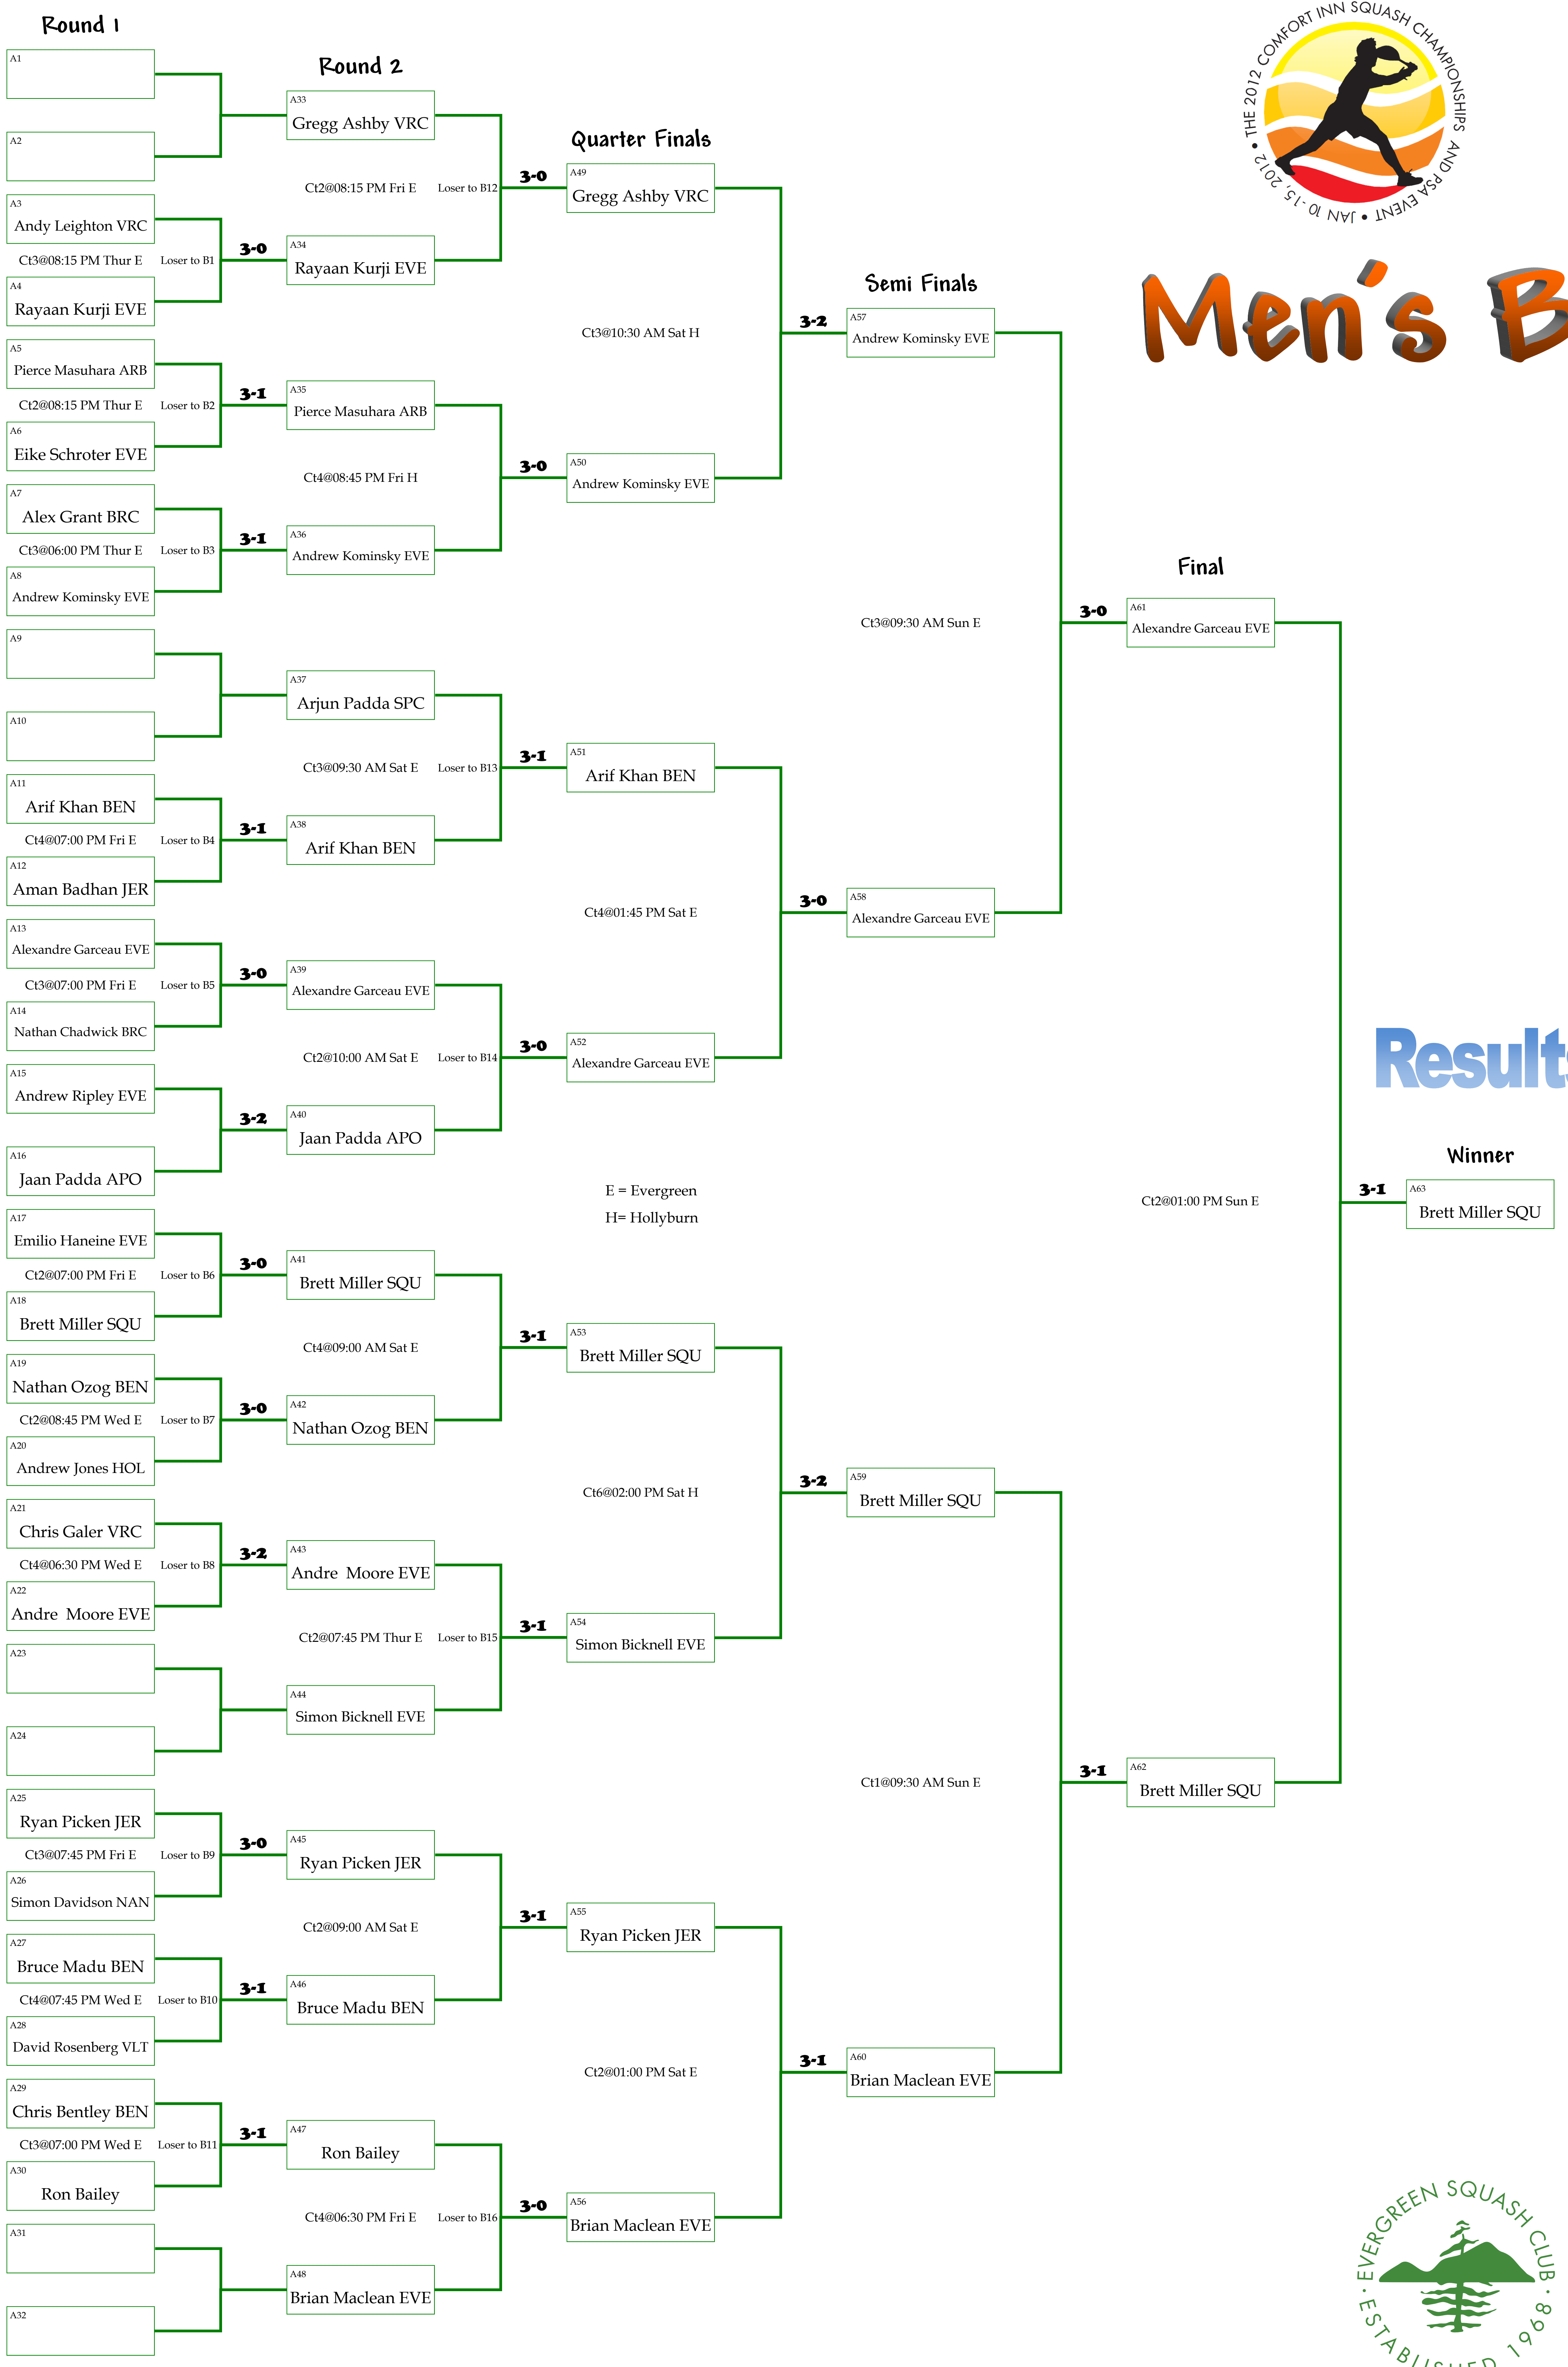 Round 1
A1
A2
A3
Andy Leighton VRC
Ct3@08:15 PM Thur E
Loser to B1
3-0
A4
Rayaan Kurji EVE
A5
Pierce Masuhara ARB
Ct2@08:15 PM Thur E
Loser to B2
3-1
A6
Eike Schroter EVE
A7
Alex Grant BRC
Ct3@06:00 PM Thur E
Loser to B3
3-1
A8
Andrew Kominsky EVE
A9
A10
A11
Arif Khan BEN
Ct4@07:00 PM Fri E
Loser to B4
3-1
A12
Aman Badhan JER
A13
Alexandre Garceau EVE
Ct3@07:00 PM Fri E
Loser to B5
3-0
A14
Nathan Chadwick BRC
A15
Andrew Ripley EVE
3-2
A16
Jaan Padda APO
A17
Emilio Haneine EVE
Ct2@07:00 PM Fri E
Loser to B6
3-0
A18
Brett Miller SQU
A19
Nathan Ozog BEN
Ct2@08:45 PM Wed E
Loser to B7
3-0
A20
Andrew Jones HOL
A21
Chris Galer VRC
Ct4@06:30 PM Wed E
Loser to B8
3-2
A22
Andre  Moore EVE
A23
A24
A25
Ryan Picken JER
Ct3@07:45 PM Fri E
Loser to B9
3-0
A26
Simon Davidson NAN
A27
Bruce Madu BEN
Ct4@07:45 PM Wed E
Loser to B10
3-1
A28
David Rosenberg VLT
A29
Chris Bentley BEN
Ct3@07:00 PM Wed E
Loser to B11
3-1
A30
Ron Bailey
A31
A32
Round 2
A33
Gregg Ashby VRC
Ct2@08:15 PM Fri E
Loser to B12
3-0
A34
Rayaan Kurji EVE
A35
Pierce Masuhara ARB
Ct4@08:45 PM Fri H
3-0
A36
Andrew Kominsky EVE
A37
Arjun Padda SPC
Ct3@09:30 AM Sat E
Loser to B13
3-1
A38
Arif Khan BEN
A39
Alexandre Garceau EVE
Ct2@10:00 AM Sat E
Loser to B14
3-0
A40
Jaan Padda APO
A41
Brett Miller SQU
Ct4@09:00 AM Sat E
3-1
A42
Nathan Ozog BEN
A43
Andre  Moore EVE
Ct2@07:45 PM Thur E
Loser to B15
3-1
A44
Simon Bicknell EVE
A45
Ryan Picken JER
Ct2@09:00 AM Sat E
3-1
A46
Bruce Madu BEN
A47
Ron Bailey
Ct4@06:30 PM Fri E
Loser to B16
3-0
A48
Brian Maclean EVE
Quarter Finals
A49
Gregg Ashby VRC
Ct3@10:30 AM Sat H
3-2
A50
Andrew Kominsky EVE
A51
Arif Khan BEN
Ct4@01:45 PM Sat E
3-0
A52
Alexandre Garceau EVE
E = Evergreen
H= Hollyburn
A53
Brett Miller SQU
Ct6@02:00 PM Sat H
3-2
A54
Simon Bicknell EVE
A55
Ryan Picken JER
Ct2@01:00 PM Sat E
3-1
A56
Brian Maclean EVE
Semi Finals
A57
Andrew Kominsky EVE
Ct3@09:30 AM Sun E
3-0
A58
Alexandre Garceau EVE
A59
Brett Miller SQU
Ct1@09:30 AM Sun E
3-1
A60
Brian Maclean EVE
Final
A61
Alexandre Garceau EVE
Ct2@01:00 PM Sun E
3-1
A62
Brett Miller SQU
THE 2012 COMFORT INN SQUASH CHAMPIONSHIPS AND PSA EVENT • JAN 10-15, 2012 •
Men's B
Results
Winner
A63
Brett Miller SQU
• EVERGREEN SQUASH CLUB •
ESTABLISHED 1968